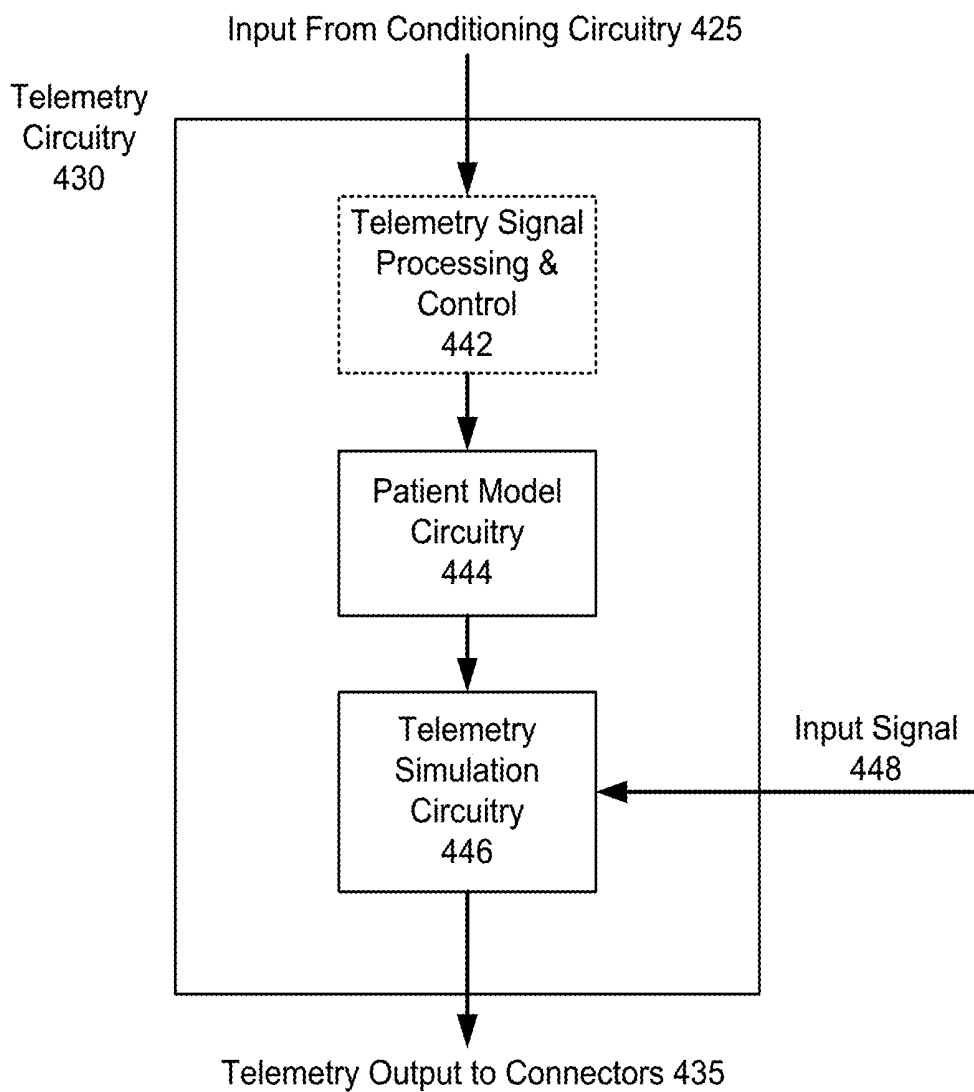 Input From Conditioning Circuitry 425
Telemetry
Circuitry
430
Telemetry Signal
Processing &
Control
442
Patient Model
Circuitry
444
Telemetry
Simulation
Circuitry
446
Input Signal
448
Telemetry Output to Connectors 435